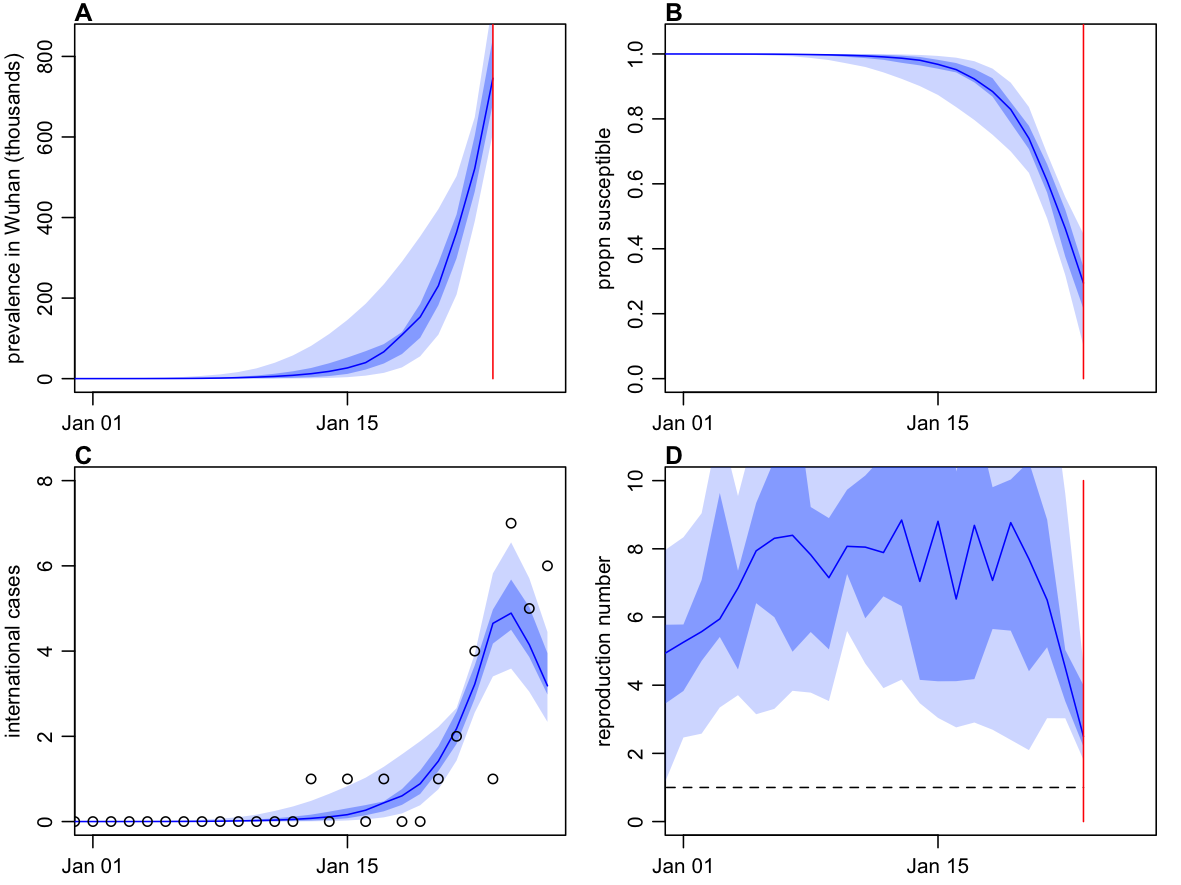 A
prevalence in Wuhan (thousands)
0
200
400
600
800
Jan 01
Jan 15
B
propn susceptible
0.0
0.2
0.4
0.6
0.8
1.0
Jan 01
Jan 15
C
international cases
0
2
4
6
8
Jan 01
Jan 15
D
reproduction number
0
2
4
6
8
10
Jan 01
Jan 15